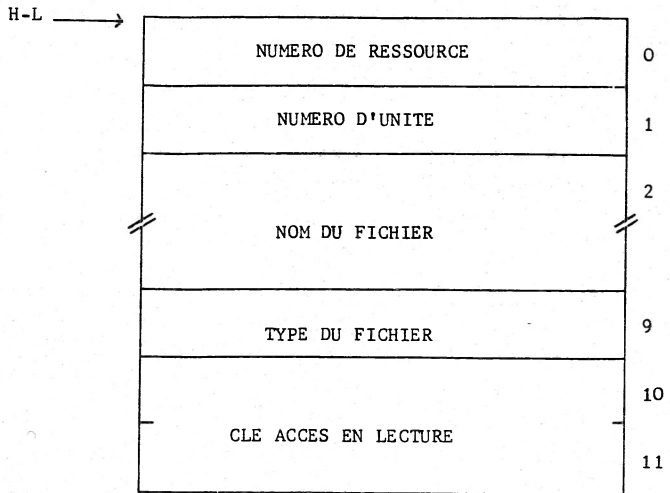 H-L
NUMERO DE RESSOURCE 0
NUMERO D'UNITE 1
2
NOM DU FICHIER
TYPE DU FICHIER 9
10
CLE ACCES EN LECTURE
11